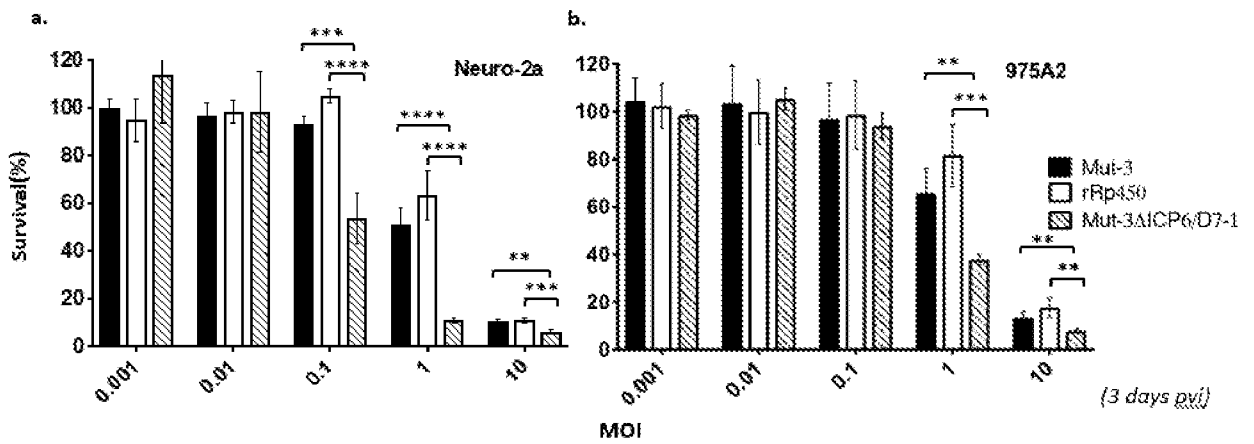 a.
Neuro-2a
Survival(%)
120
100
80
60
40
20
0
*** ****
**** ****
** ***
0.001 0.01 0.1 1 10
b.
975A2
120
100
80
60
40
20
0
** ***
** **
0.001 0.01 0.1 1 10
Mut-3
rRp450
Mut-3ΔICP6/D7-1
(3 days pvi)
MOI